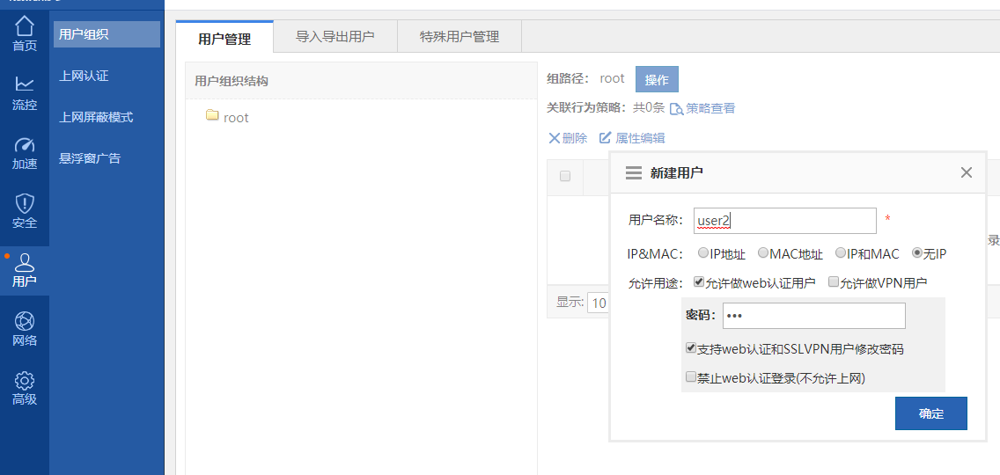 首页
流控
加速
安全
用户
网络
高级
用户组织
上网认证
上网屏蔽模式
悬浮窗广告
用户管理
导入导出用户
特殊用户管理
用户组织结构
root
组路径： root 操作
关联行为策略： 共0条 策略查看
删除 属性编辑
录
显示: 10
新建用户
用户名称： user2 *
IP&MAC： IP地址 MAC地址 IP和MAC 无IP
允许用途： 允许做web认证用户 允许做VPN用户
密码： •••
支持web认证和SSLVPN用户修改密码
禁止web认证登录(不允许上网)
确定